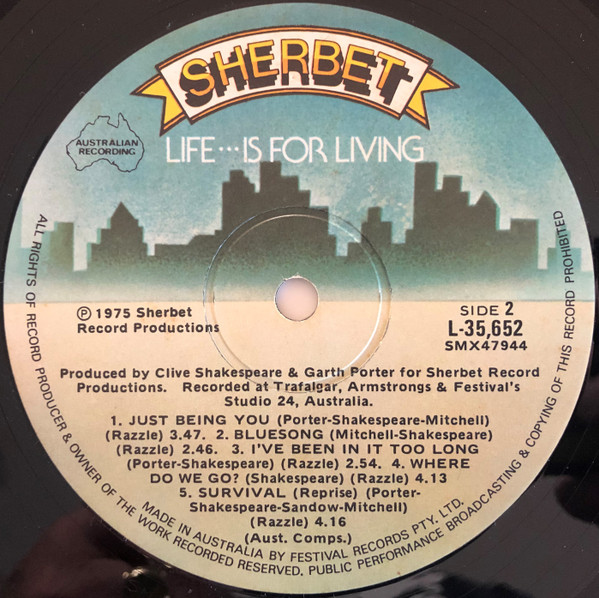 SHERBET
AUSTRALIAN
RECORDING
LIFE···IS FOR LIVING
℗ 1975 Sherbet
Record Productions
SIDE 2
L-35,652
SMX47944
Produced by Clive Shakespeare & Garth Porter for Sherbet Record
Productions. Recorded at Trafalgar, Armstrongs & Festival's
Studio 24, Australia.
1. JUST BEING YOU (Porter-Shakespeare-Mitchell)
(Razzle) 3.47. 2. BLUESONG (Mitchell-Shakespeare)
(Razzle) 2.46. 3. I'VE BEEN IN IT TOO LONG
(Porter-Shakespeare) (Razzle) 2.54. 4. WHERE
DO WE GO? (Shakespeare) (Razzle) 4.13
5. SURVIVAL (Reprise) (Porter-
Shakespeare-Sandow-Mitchell)
(Razzle) 4.16
(Aust. Comps.)
MADE IN AUSTRALIA BY FESTIVAL RECORDS PTY. LTD.
ALL RIGHTS OF RECORD PRODUCER & OWNER OF THE WORK RECORDED RESERVED. PUBLIC PERFORMANCE BROADCASTING & COPYING OF THIS RECORD PROHIBITED